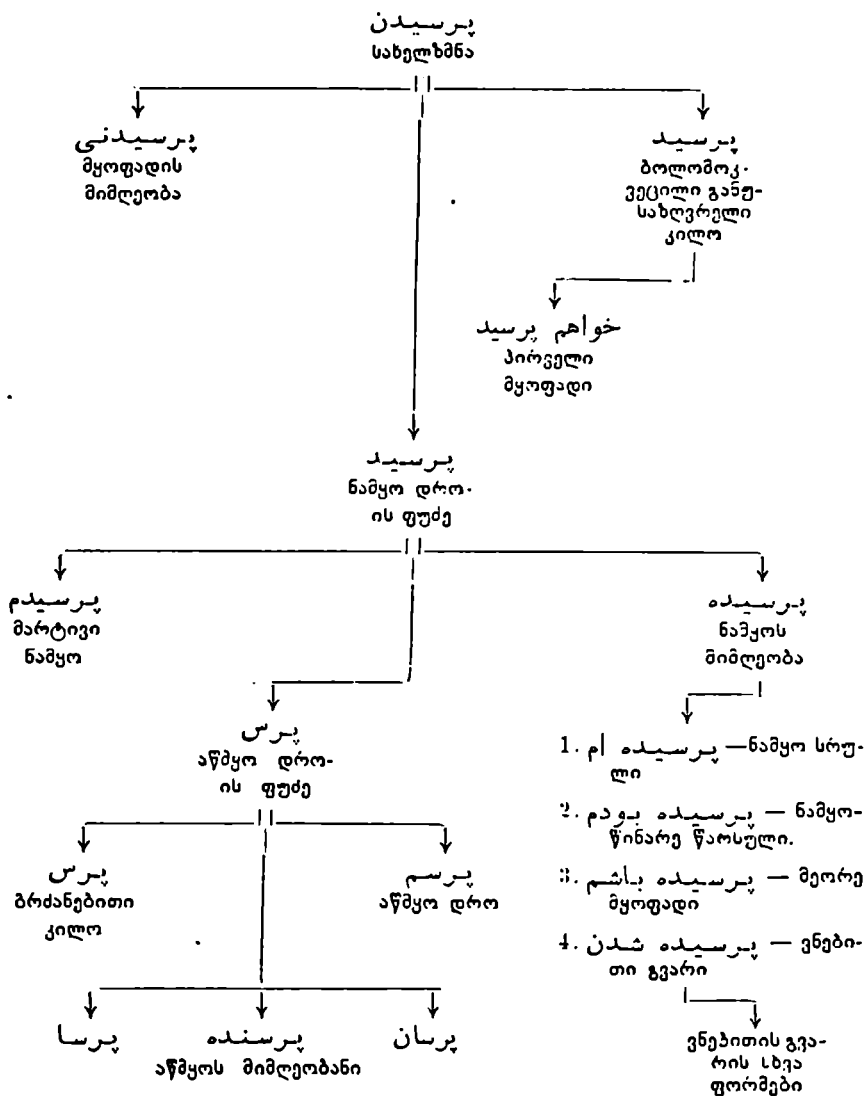 پرسیدن
სახელზმნა
پرسیدنی
მყოფადის
მიმღეობა
پرسید
ბოლომოკ-
ვეცილი განუ-
საზღვრელი
კილო
خواهم پرسید
პირველი
მყოფადი
پرسید
ნამყო დრო-
ის ფუძე
پرسیدم
მარტივი
ნამყო
پرسیده
ნამყოს
მიმღეობა
پرس
აწმყო დრო-
ის ფუძე
1. پرسیده ام —ნამყო სრუ-
ლი
2. پرسیده بودم — ნამყო-
წინარე წარსული.
3. پرسیده باشم — მეორე
მყოფადი
4. پرسیده شدن — ვნები-
თი გვარი
پرس
ბრძანებითი
კილო
پرسم
აწმყო დრო
پرسا
پرسنده
پرسان
აწმყოს მიმღეობანი
ვნებითის გვა-
რის სხვა
ფორმები